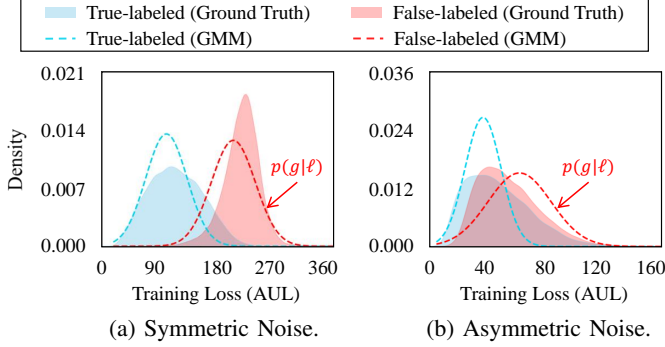 True-labeled (Ground Truth) False-labeled (Ground Truth)
True-labeled (GMM) False-labeled (GMM)
Density
0.021
0.014
0.007
0.000
p(g|ℓ)
0 90 180 270 360
Training Loss (AUL)
(a) Symmetric Noise.
0.036
0.024
0.012
0.000
p(g|ℓ)
0 40 80 120 160
Training Loss (AUL)
(b) Asymmetric Noise.